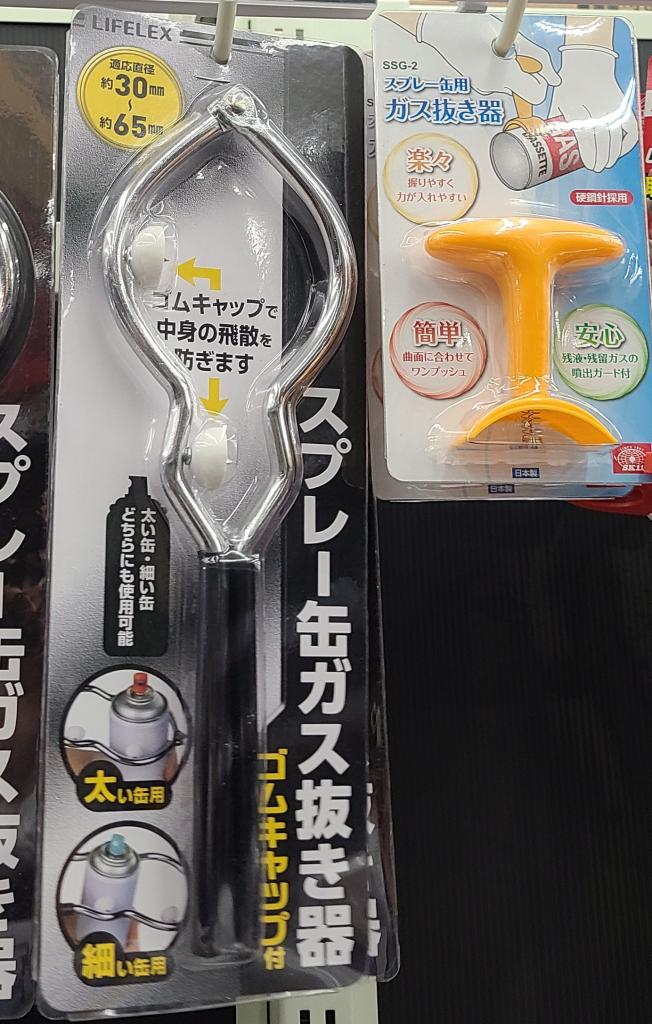 LIFELEX
適応直径
約30mm
〜
約65mm
ゴムキャップで
中身の飛散を
防ぎます
太い缶・細い缶
どちらにも使用可能
太い缶用
細い缶用
スプレー缶ガス抜き器
ゴムキャップ付
SSG-2
スプレー缶用
ガス抜き器
CASSETTE
GAS
楽々
握りやすく
力が入れやすい
硬鋼針採用
簡単
曲面に合わせて
ワンプッシュ
安心
残液・残留ガスの
噴出ガード付
日本製
SK11
日本製
スプレー缶ガス抜き器